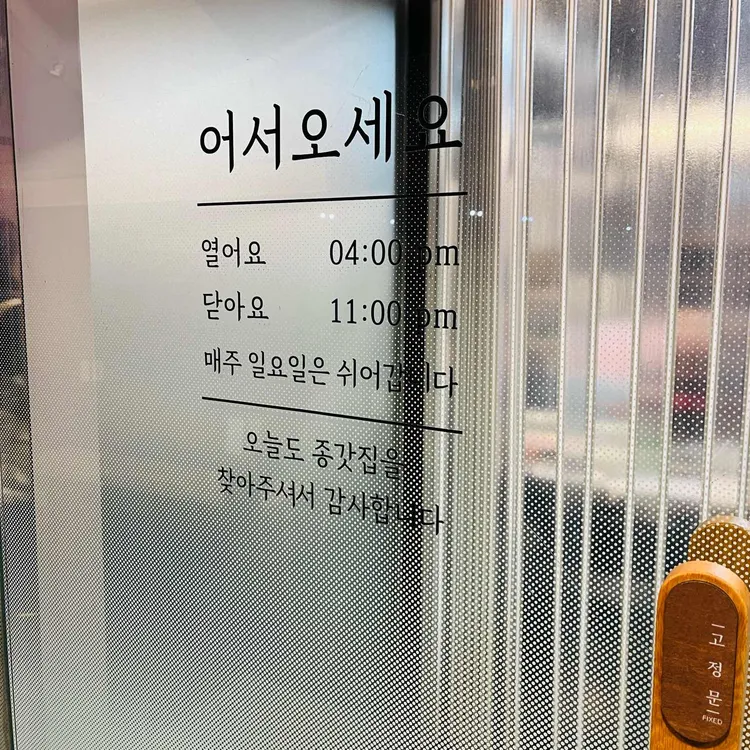 어서오세요
열어요 04:00 pm
닫아요 11:00 pm
매주 일요일은 쉬어갑니다
오늘도 종갓집을
찾아주셔서 감사합니다
고정문
FIXED